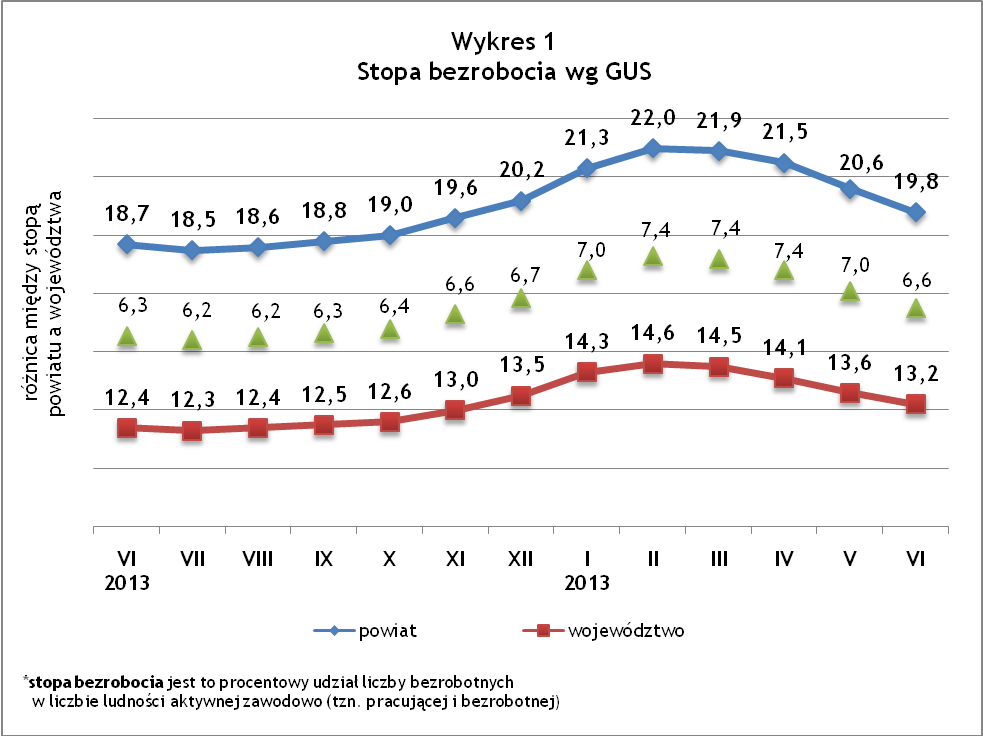 Wykres 1
Stopa bezrobocia wg GUS
różnica między stopą
powiatu a województwa
18,7 18,5 18,6 18,8 19,0 19,6 20,2 21,3 22,0 21,9 21,5 20,6 19,8
6,3 6,2 6,2 6,3 6,4 6,6 6,7 7,0 7,4 7,4 7,4 7,0 6,6
12,4 12,3 12,4 12,5 12,6 13,0 13,5 14,3 14,6 14,5 14,1 13,6 13,2
VI VII VIII IX X XI XII I II III IV V VI
2013 2013
powiat województwo
*stopa bezrobocia jest to procentowy udział liczby bezrobotnych
w liczbie ludności aktywnej zawodowo (tzn. pracującej i bezrobotnej)